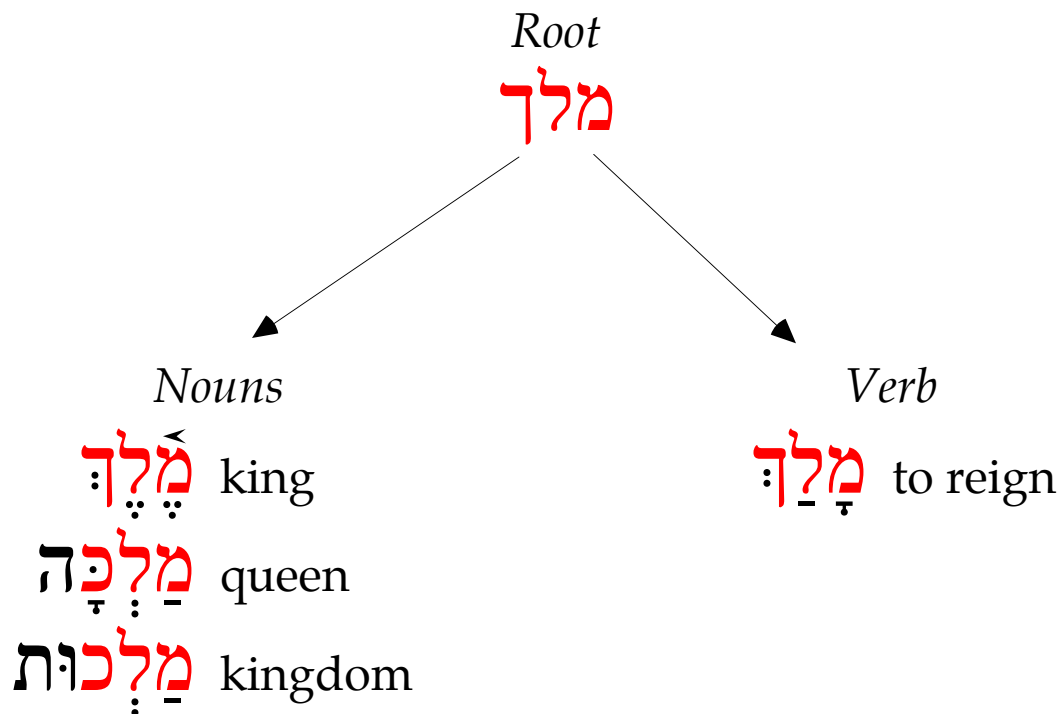 Root
מלך
Nouns
מֶ֫לֶךְ king
מַלְכָּה queen
מַלְכוּת kingdom
Verb
מָלַךְ to reign